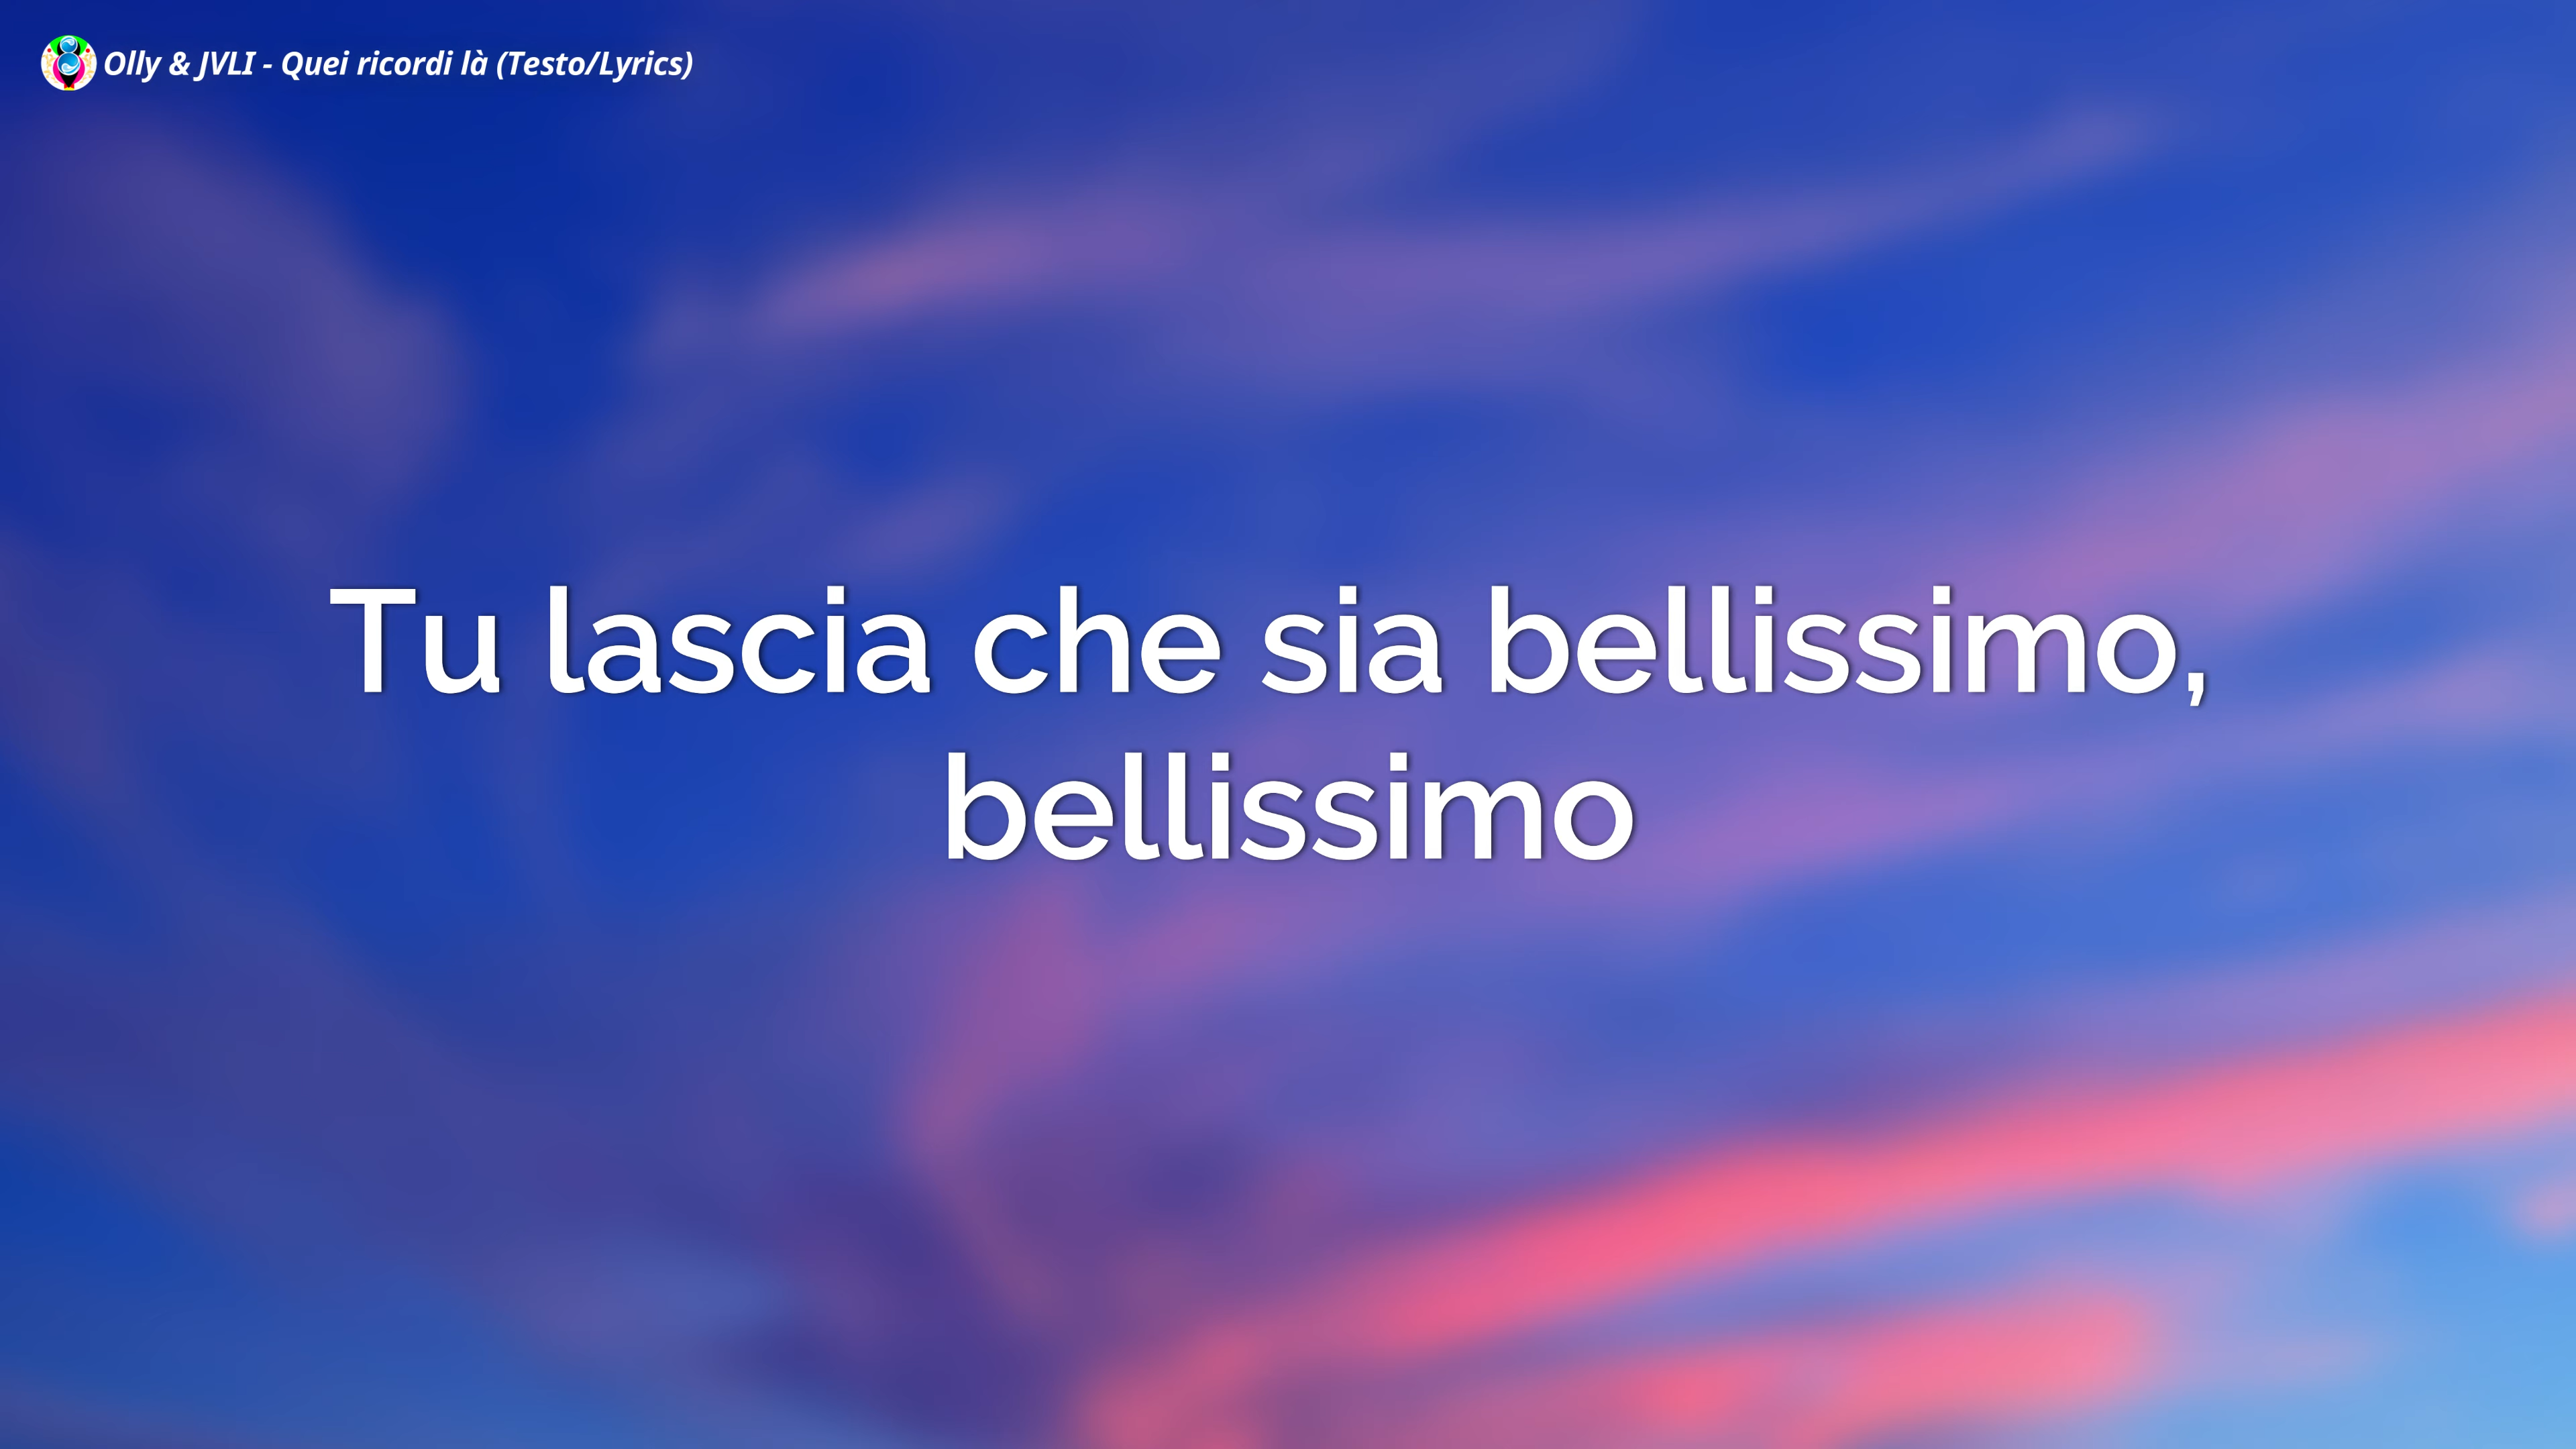 Olly & JVLI - Quei ricordi là (Testo/Lyrics)
Tu lascia che sia bellissimo,
bellissimo